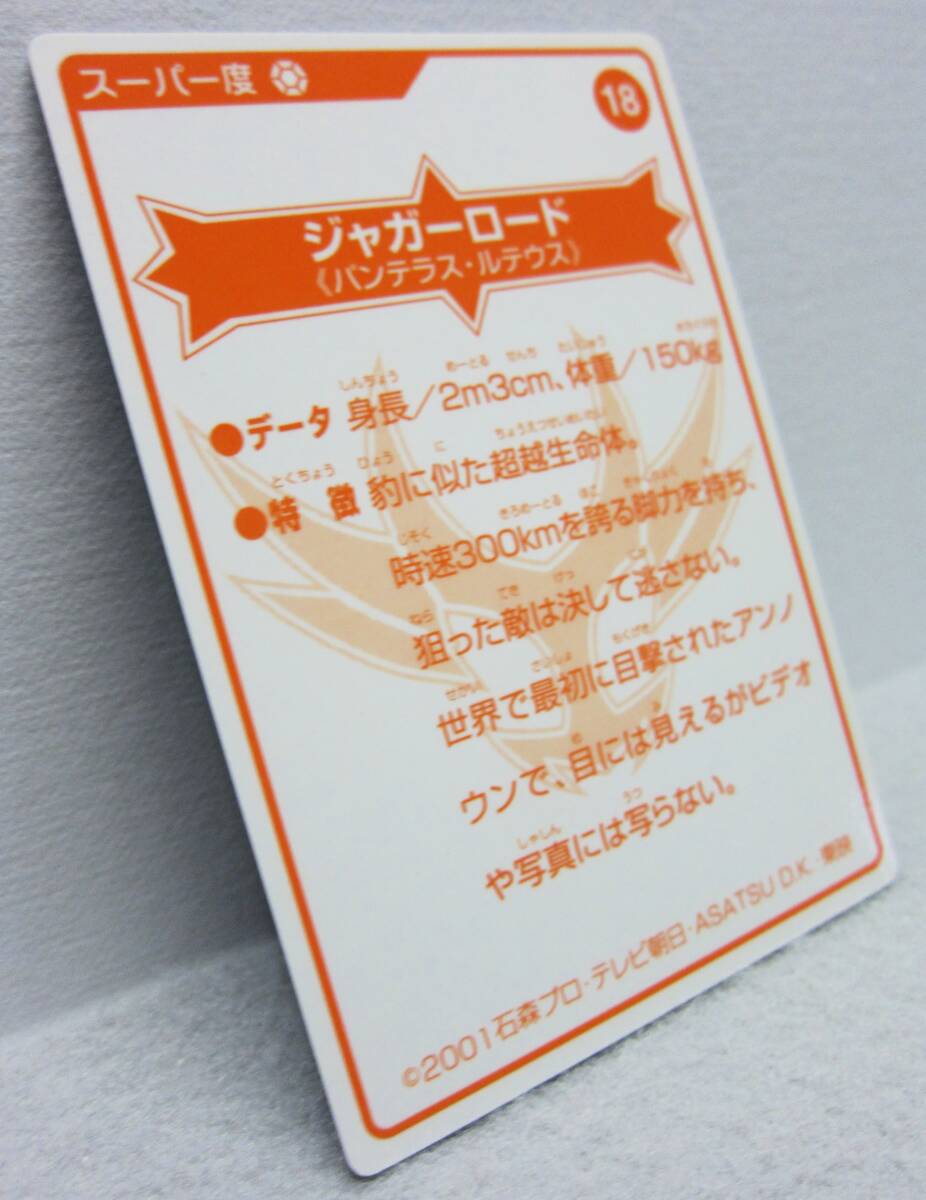 スーパー度
18
ジャガーロード
《パンテラス・ルテウス》
●データ 身長/2m3cm、体重/150kg
●特 徴 豹に似た超越生命体。
時速300kmを誇る脚力を持ち、
狙った敵は決して逃さない。
世界で最初に目撃されたアンノ
ウンで、目には見えるがビデオ
や写真には写らない。
©2001 石森プロ・テレビ朝日・ASATSU D.K.・東映